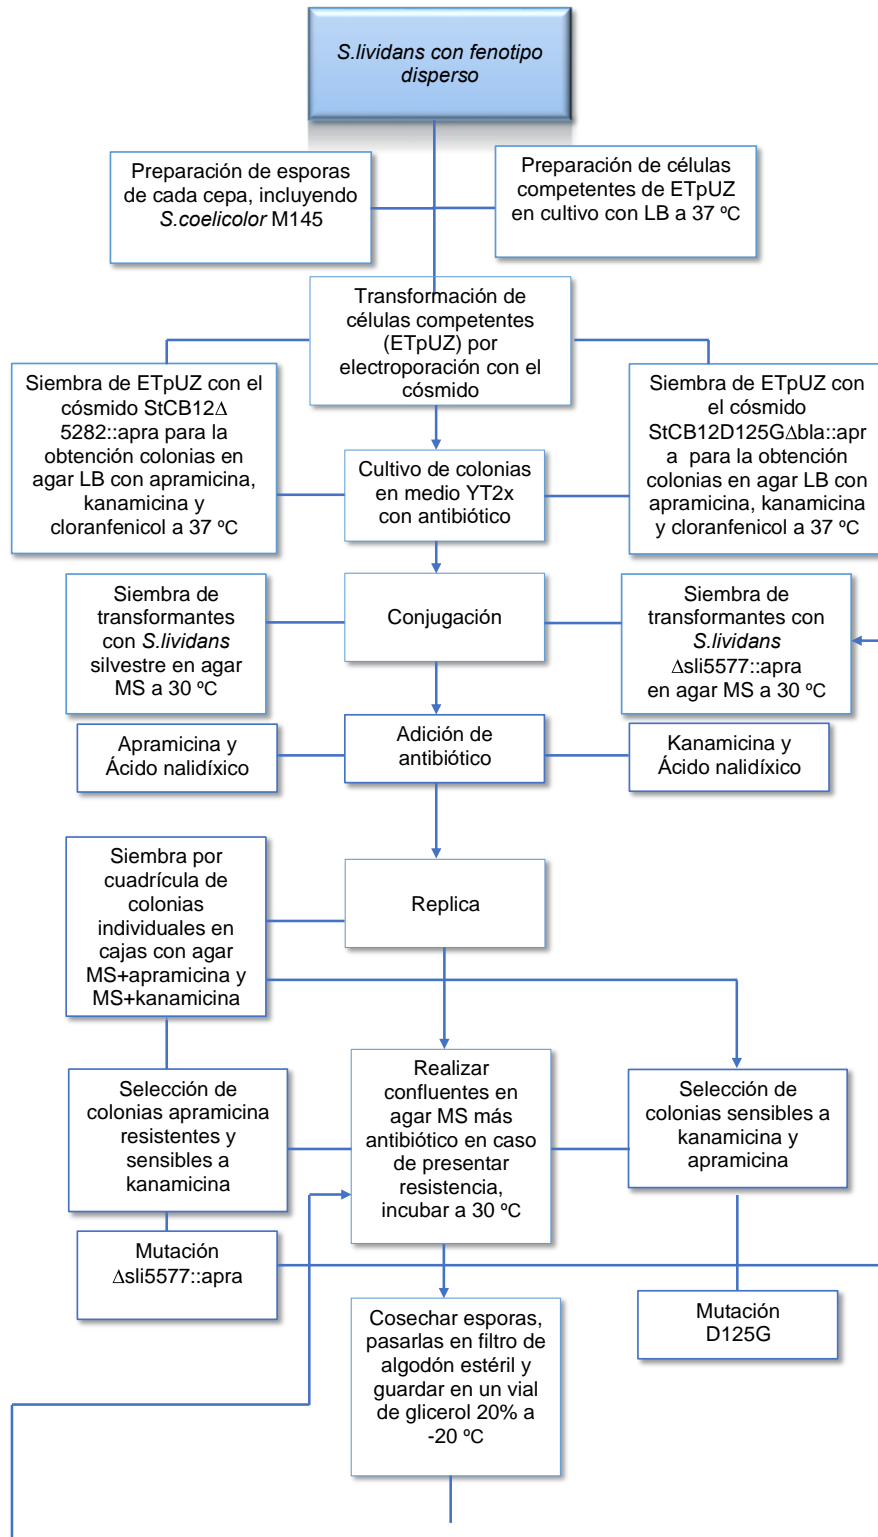 S.lividans con fenotipo
disperso
Preparación de esporas
de cada cepa, incluyendo
S.coelicolor M145
Preparación de células
competentes de ETpUZ
en cultivo con LB a 37 ºC
Transformación de
células competentes
(ETpUZ) por
electroporación con el
cósmido
Siembra de ETpUZ con el
cósmido StCB12∆
5282::apra para la
obtención colonias en
agar LB con apramicina,
kanamicina y
cloranfenicol a 37 ºC
Siembra de ETpUZ con
el cósmido
StCB12D125G∆bla::apr
a para la obtención
colonias en agar LB con
apramicina, kanamicina
y cloranfenicol a 37 ºC
Cultivo de colonias
en medio YT2x
con antibiótico
Siembra de
transformantes
con S.lividans
silvestre en agar
MS a 30 ºC
Conjugación
Siembra de
transformantes con
S.lividans
∆sli5577::apra
en agar MS a 30 ºC
Apramicina y
Ácido nalidíxico
Adición de
antibiótico
Kanamicina y
Ácido nalidíxico
Siembra por
cuadrícula de
colonias
individuales en
cajas con agar
MS+apramicina y
MS+kanamicina
Replica
Selección de
colonias apramicina
resistentes y
sensibles a
kanamicina
Realizar
confluentes en
agar MS más
antibiótico en caso
de presentar
resistencia,
incubar a 30 ºC
Selección de
colonias sensibles a
kanamicina y
apramicina
Mutación
∆sli5577::apra
Mutación
D125G
Cosechar esporas,
pasarlas en filtro de
algodón estéril y
guardar en un vial
de glicerol 20% a
-20 ºC